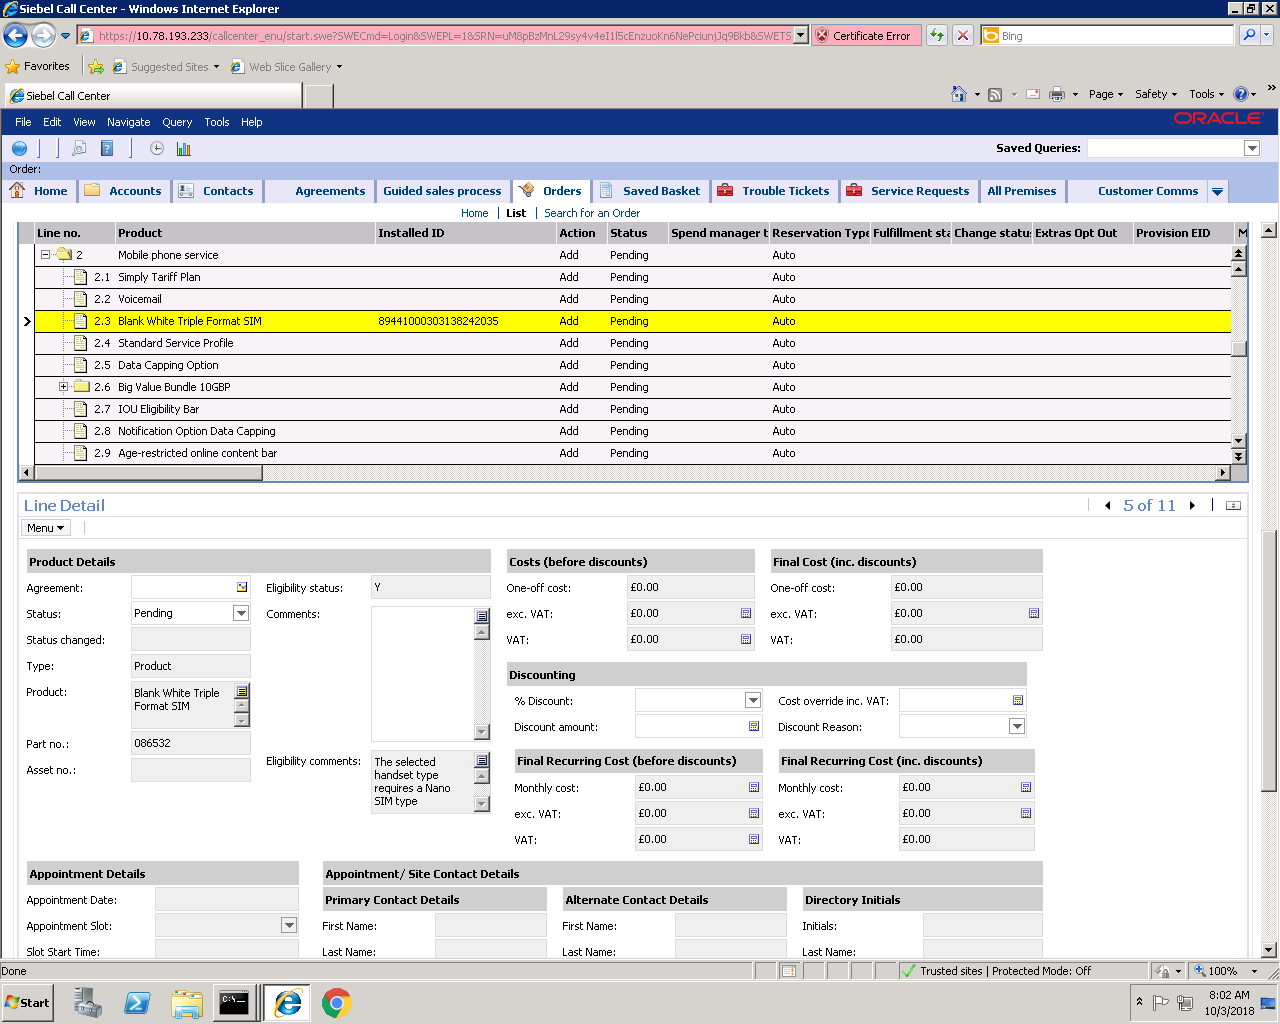 Siebel Call Center - Windows Internet Explorer
https://10.78.193.233/callcenter_enu/start.swe?SWECmd=Login&SWEPL=1&SRN=
Certificate Error
Bing
Favorites
Suggested Sites
Web Slice Gallery
Siebel Call Center
Page
Safety
Tools
File Edit View Navigate Query Tools Help
ORACLE
Saved Queries:
Order:
Home Accounts Contacts Agreements Guided sales process Orders Saved Basket Trouble Tickets Service Requests All Premises Customer Comms
Home | List | Search for an Order
Line no. Product Installed ID Action Status Spend manager t Reservation Type Fulfillment sta Change status Extras Opt Out Provision EID M
2 Mobile phone service Add Pending Auto
2.1 Simply Tariff Plan Add Pending Auto
2.2 Voicemail Add Pending Auto
2.3 Blank White Triple Format SIM 89441000303138242035 Add Pending Auto
2.4 Standard Service Profile Add Pending Auto
2.5 Data Capping Option Add Pending Auto
2.6 Big Value Bundle 10GBP Add Pending Auto
2.7 IOU Eligibility Bar Add Pending Auto
2.8 Notification Option Data Capping Add Pending Auto
2.9 Age-restricted online content bar Add Pending Auto
Line Detail
5 of 11
Menu
Product Details
Agreement:
Status: Pending
Status changed:
Type: Product
Product: Blank White Triple
Format SIM
Part no.: 086532
Asset no.:
Eligibility status: Y
Comments:
Eligibility comments: The selected
handset type
requires a Nano
SIM type
Costs (before discounts)
One-off cost: £0.00
exc. VAT: £0.00
VAT: £0.00
Final Cost (inc. discounts)
One-off cost: £0.00
exc. VAT: £0.00
VAT: £0.00
Discounting
% Discount:
Cost override inc. VAT:
Discount amount:
Discount Reason:
Final Recurring Cost (before discounts)
Monthly cost: £0.00
exc. VAT: £0.00
VAT: £0.00
Final Recurring Cost (inc. discounts)
Monthly cost: £0.00
exc. VAT: £0.00
VAT: £0.00
Appointment Details
Appointment Date:
Appointment Slot:
Slot Start Time:
Appointment/ Site Contact Details
Primary Contact Details
First Name:
Last Name:
Alternate Contact Details
First Name:
Last Name:
Directory Initials
Initials:
Last Name:
Done
Trusted sites | Protected Mode: Off
100%
Start
C:\.
8:02 AM
10/3/2018